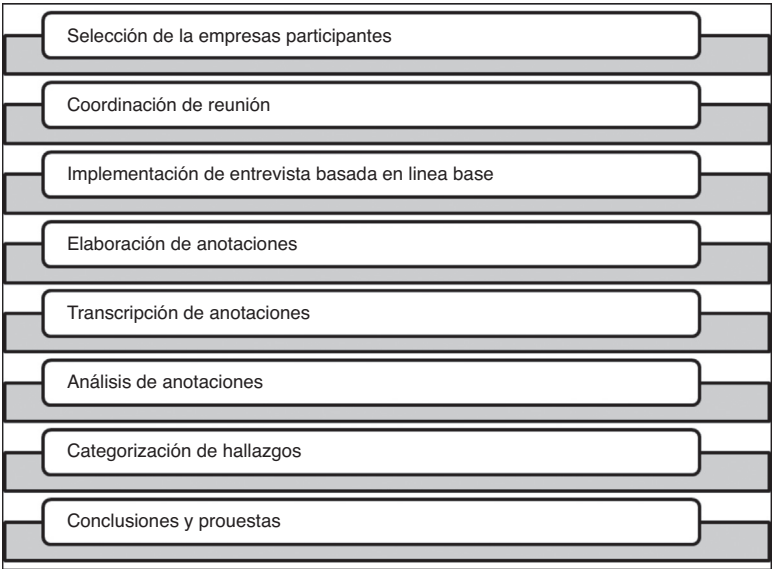 Selección de la empresas participantes
Coordinación de reunión
Implementación de entrevista basada en linea base
Elaboración de anotaciones
Transcripción de anotaciones
Análisis de anotaciones
Categorización de hallazgos
Conclusiones y prouestas